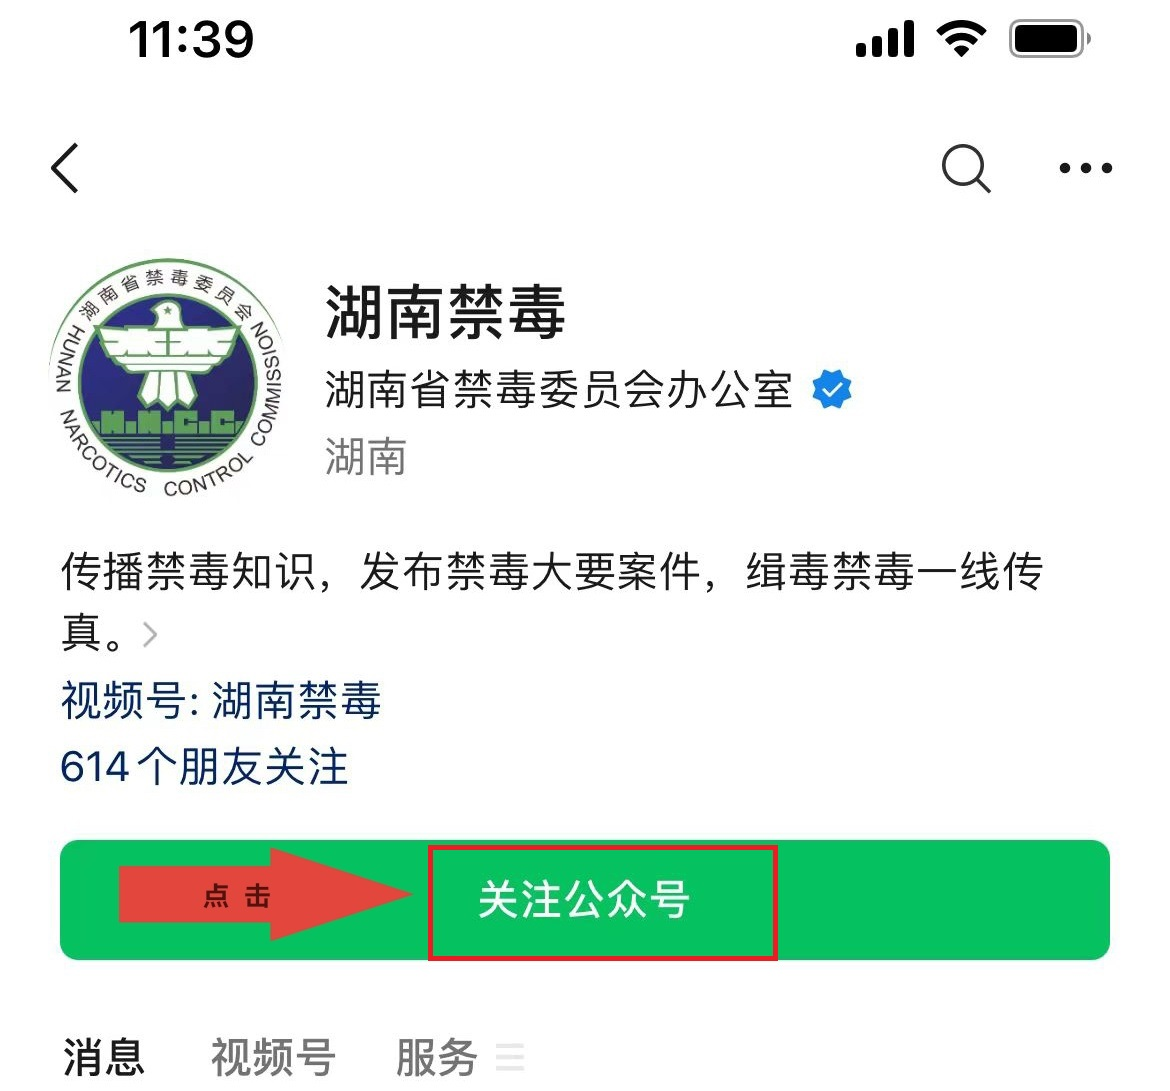 11:39
湖南省禁毒委员会
HUNAN NARCOTICS CONTROL COMMISSION
H.N.C.C.
湖南禁毒
湖南省禁毒委员会办公室
湖南
传播禁毒知识，发布禁毒大要案件，缉毒禁毒一线传
真。
视频号: 湖南禁毒
614个朋友关注
点 击
关注公众号
消息 视频号 服务